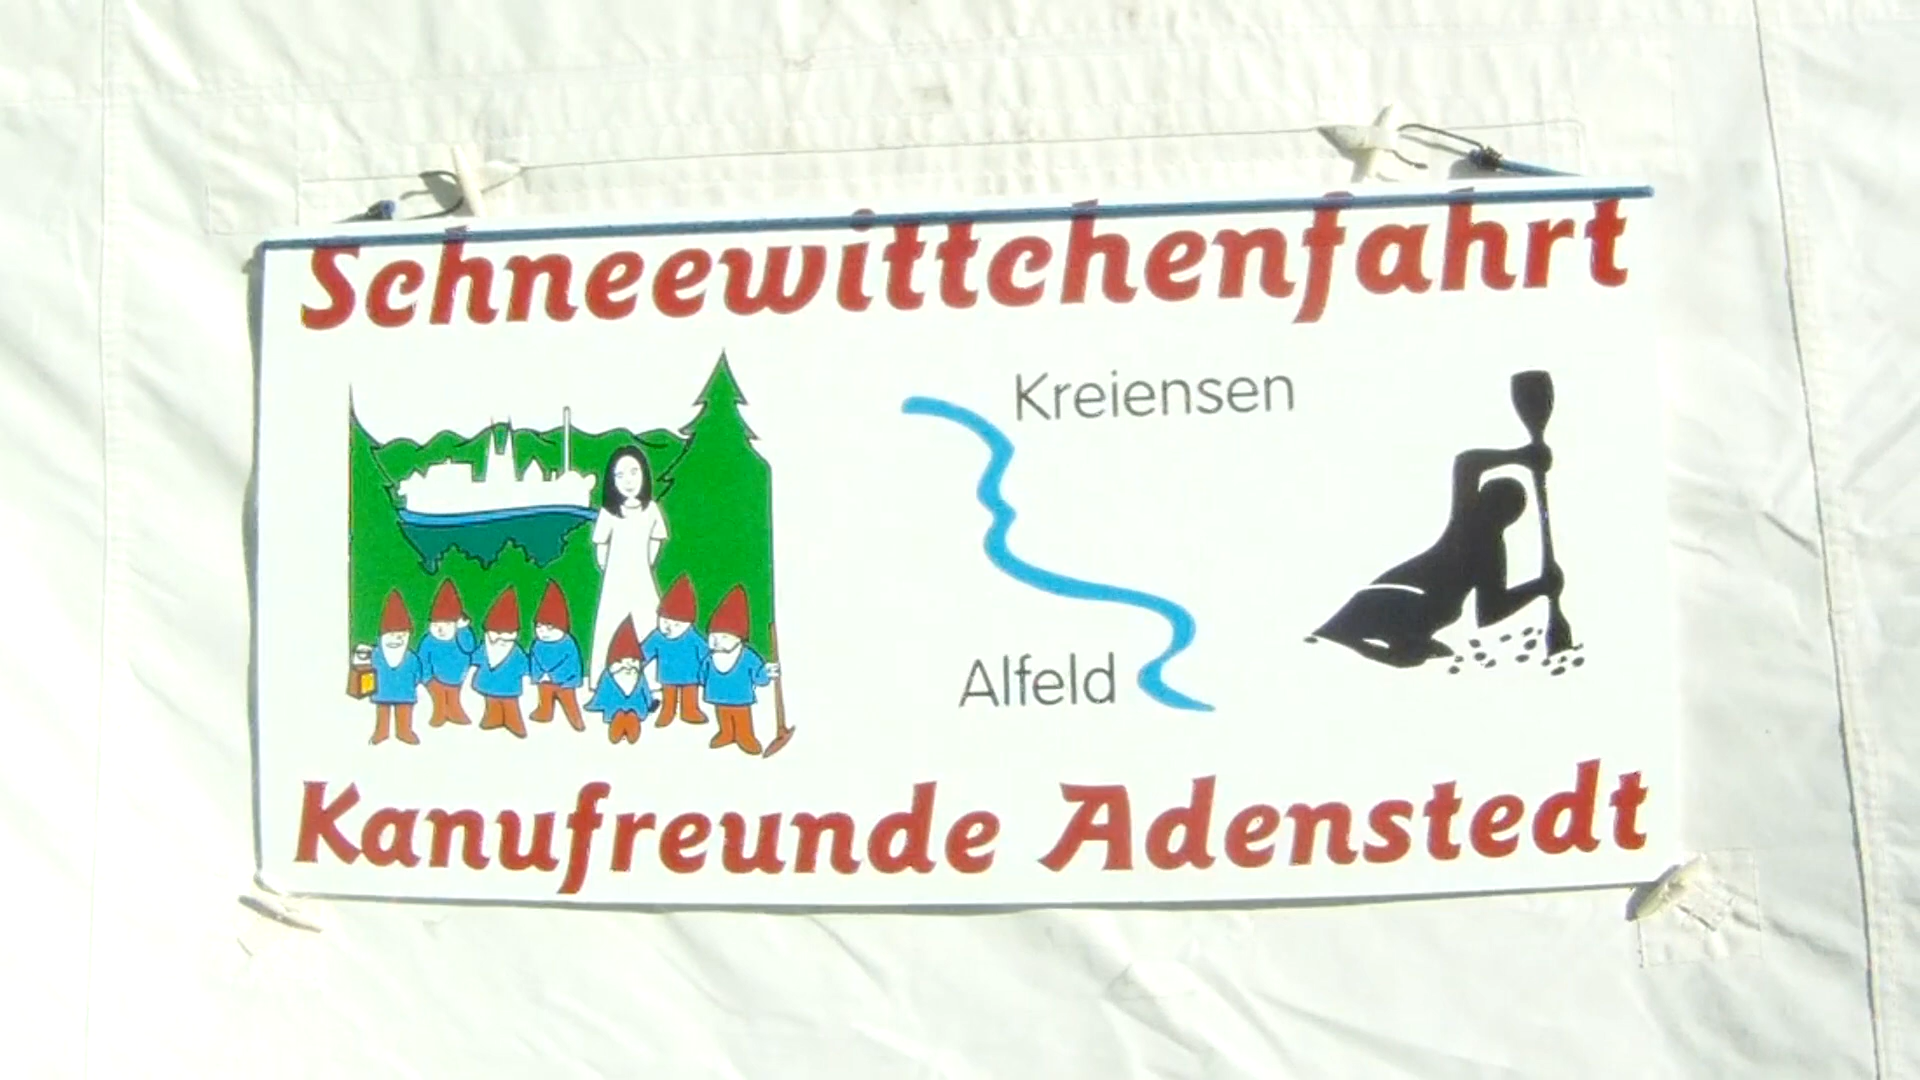 Schneewittchenfahrt
Kreiensen
Alfeld
Kanufreunde Adenstedt